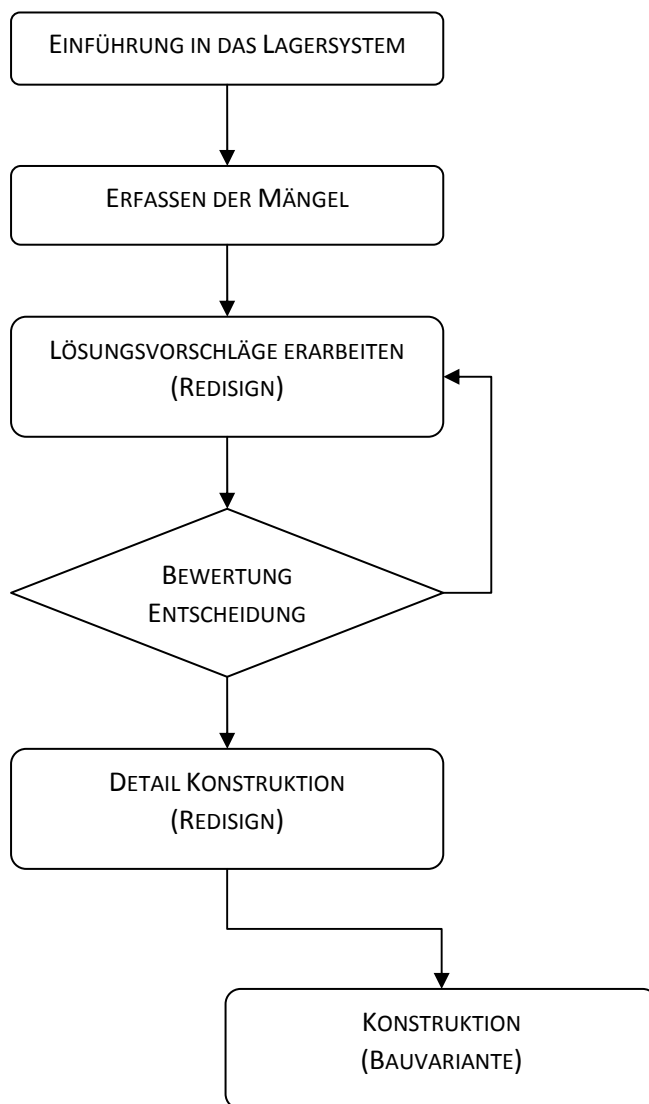 EINFÜHRUNG IN DAS LAGERSYSTEM
ERFASSEN DER MÄNGEL
LÖSUNGSVORSCHLÄGE ERARBEITEN
(REDISIGN)
BEWERTUNG
ENTSCHEIDUNG
DETAIL KONSTRUKTION
(REDISIGN)
KONSTRUKTION
(BAUVARIANTE)